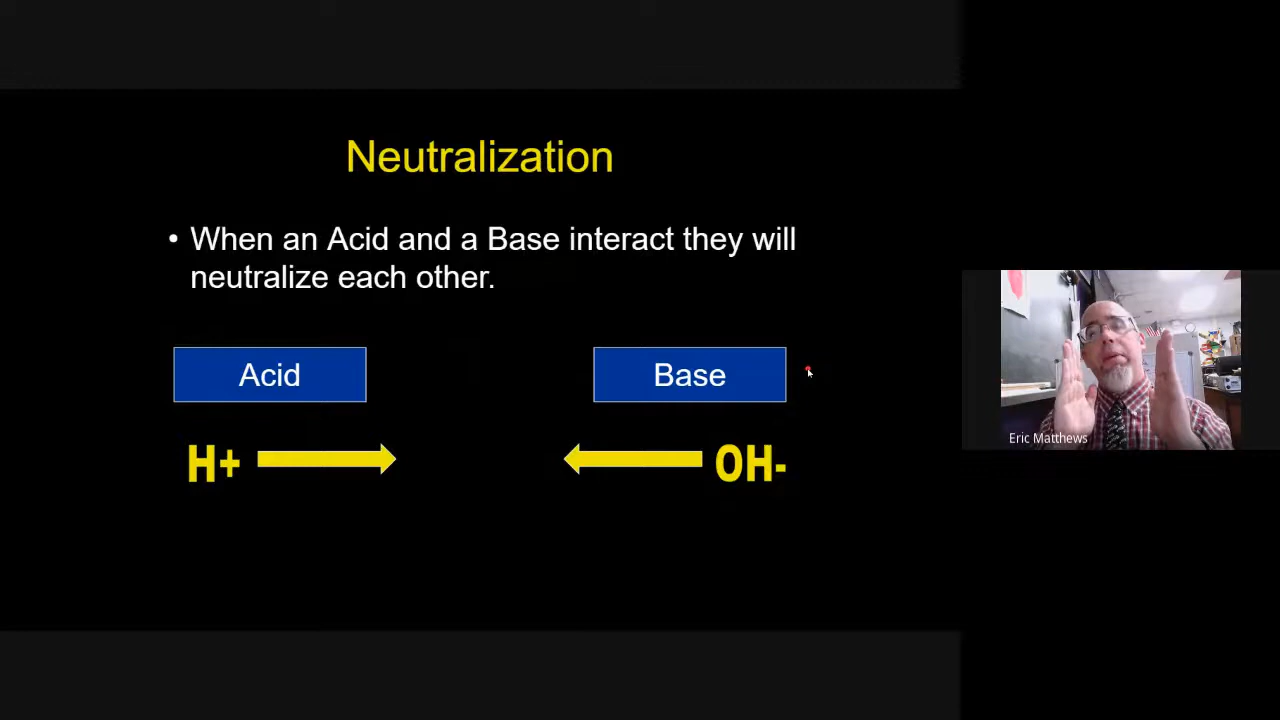 Neutralization
• When an Acid and a Base interact they will
neutralize each other.
Acid
Base
H+
OH-
Eric Matthews